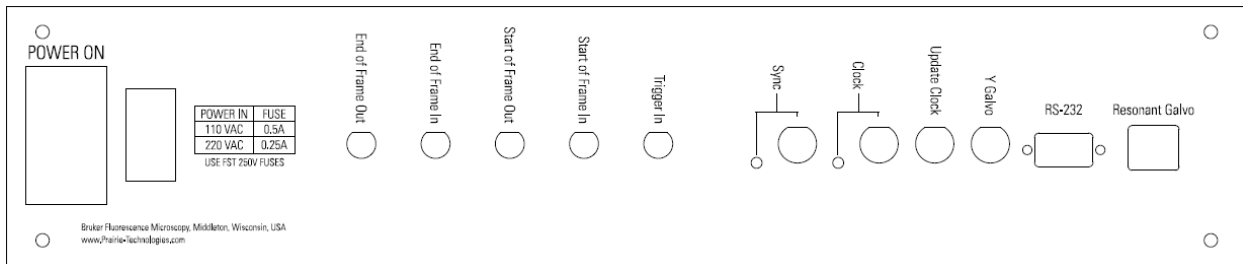 POWER ON
POWER IN FUSE
110 VAC 0.5A
220 VAC 0.25A
USE FST 250V FUSES
End of Frame Out
End of Frame In
Start of Frame Out
Start of Frame In
Trigger In
Sync
Clock
Update Clock
Y Galvo
RS-232
Resonant Galvo
Bruker Fluorescence Microscopy, Middleton, Wisconsin, USA
www.Prairie-Technologies.com